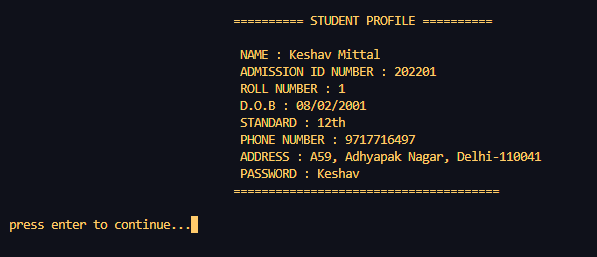 ========== STUDENT PROFILE ==========
NAME : Keshav Mittal
ADMISSION ID NUMBER : 202201
ROLL NUMBER : 1
D.O.B : 08/02/2001
STANDARD : 12th
PHONE NUMBER : 9717716497
ADDRESS : A59, Adhyapak Nagar, Delhi-110041
PASSWORD : Keshav
======================================
press enter to continue...